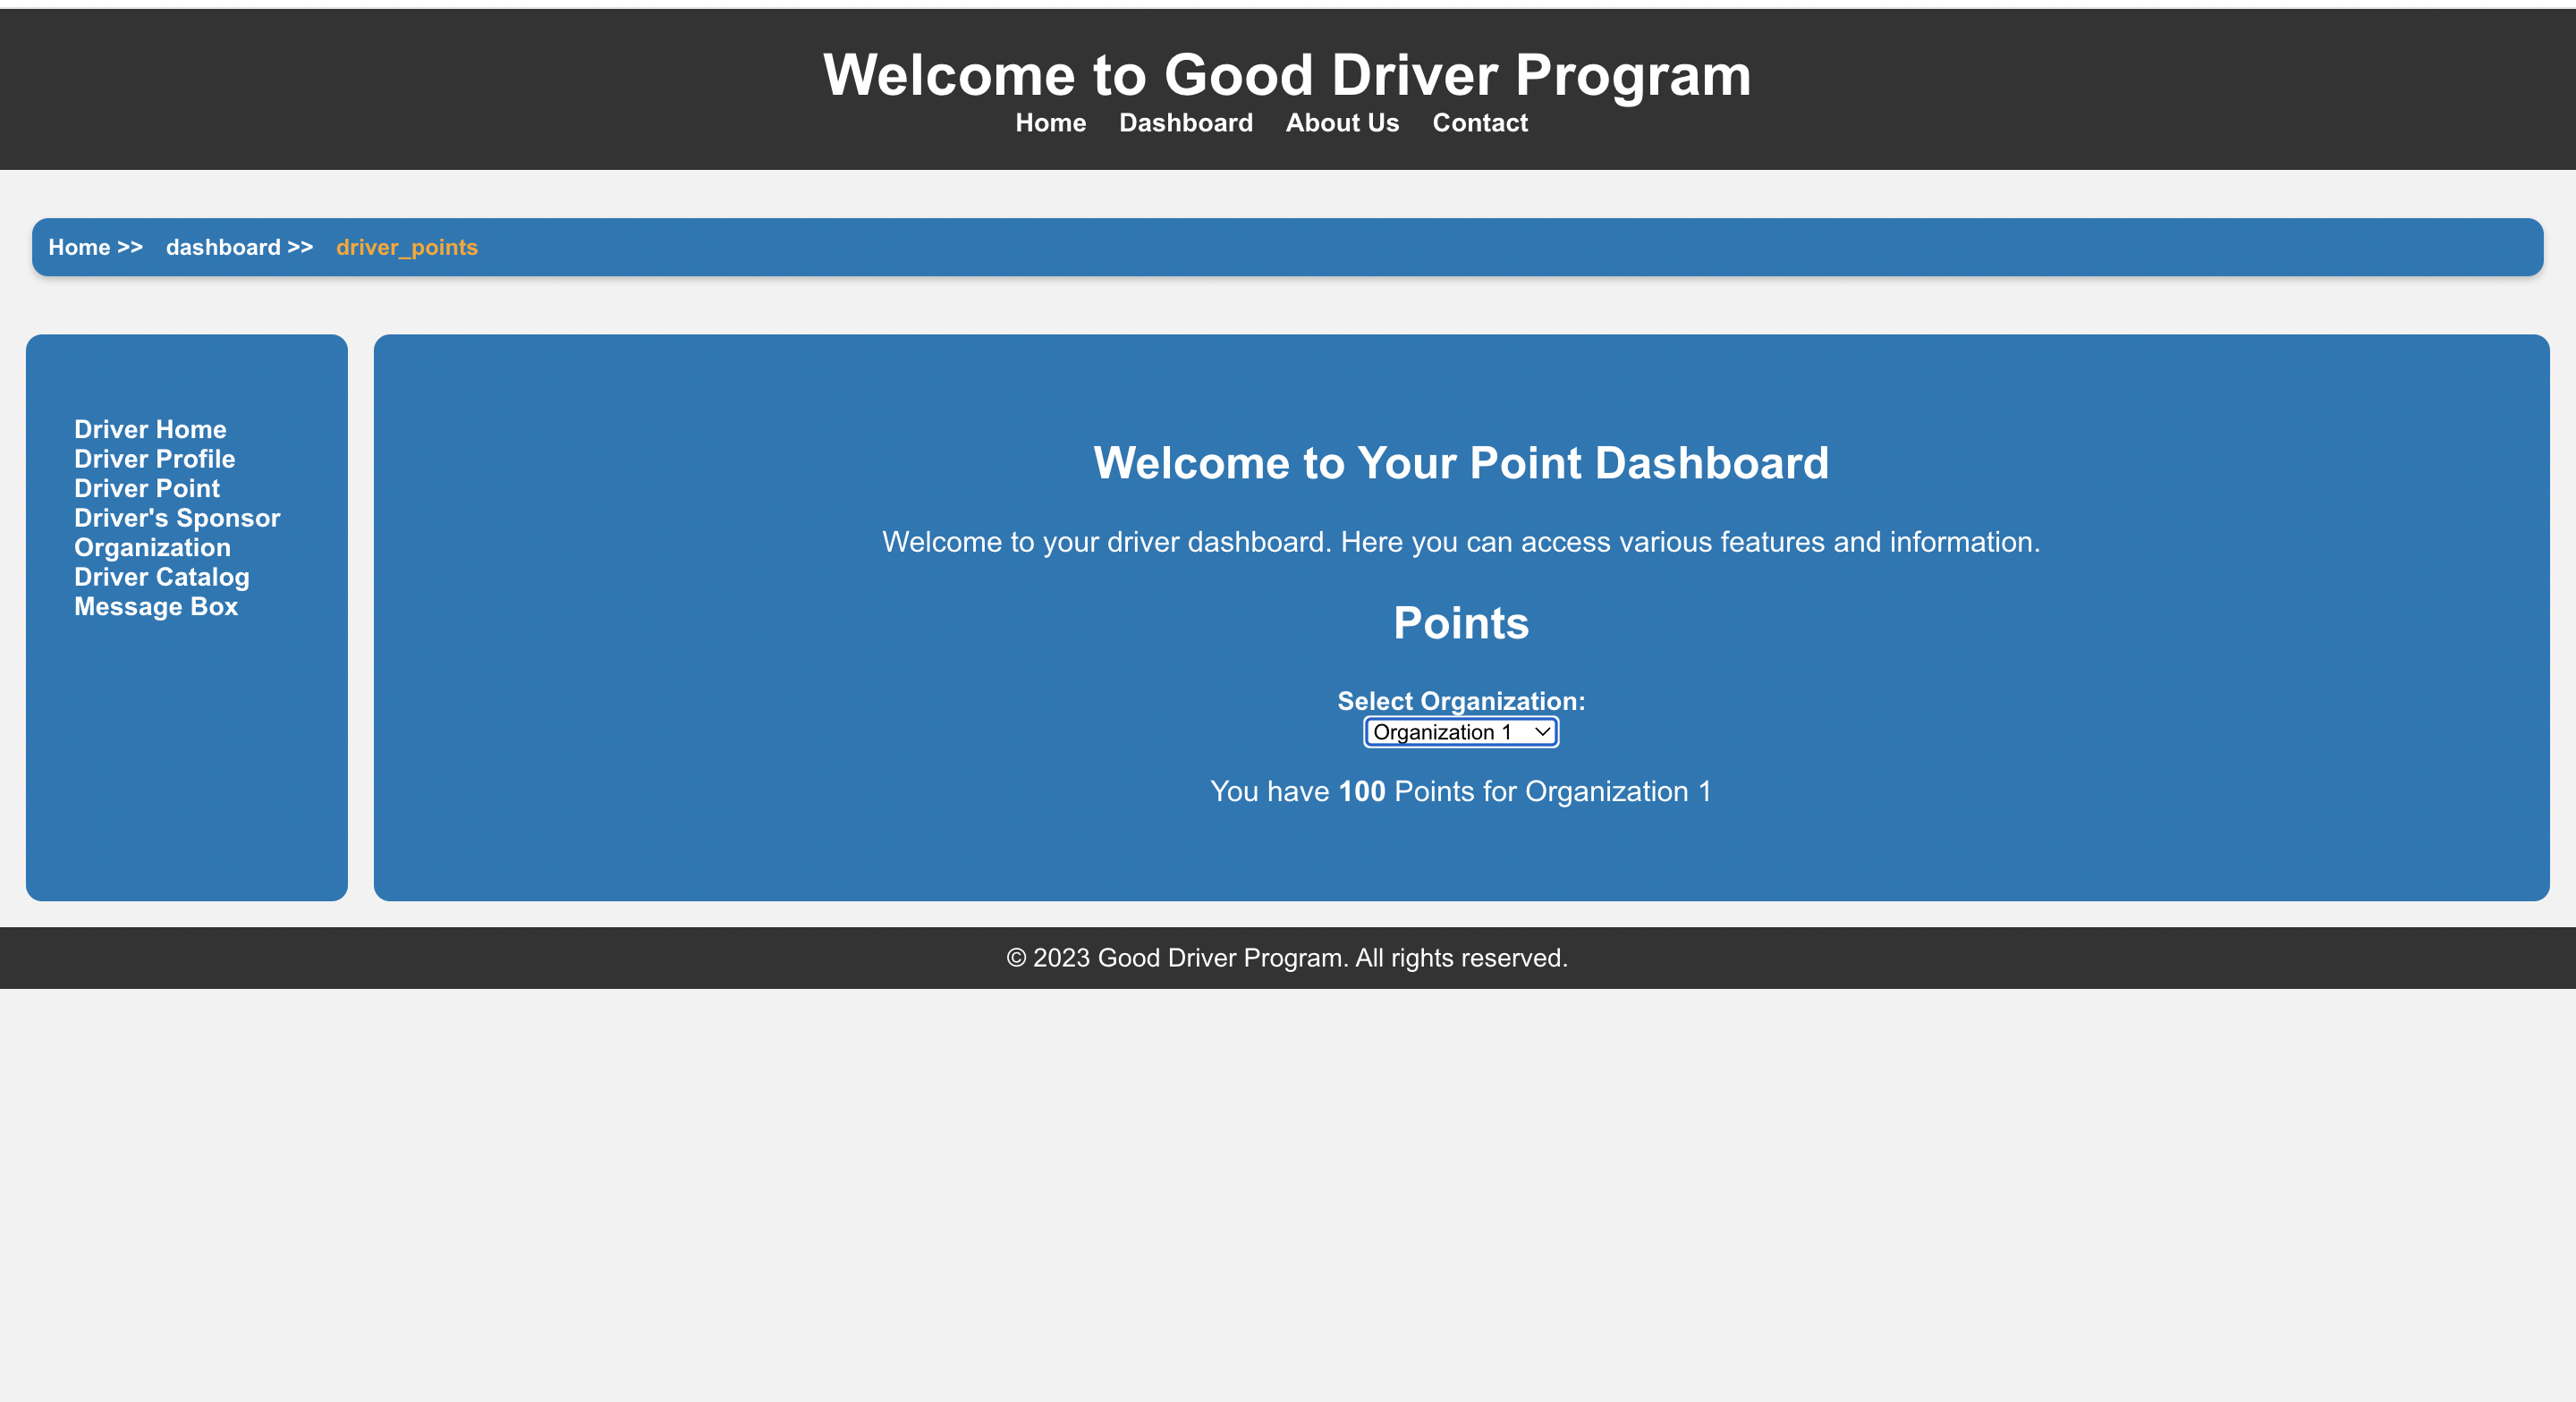 Welcome to Good Driver Program
Home Dashboard About Us Contact
Home >> dashboard >> driver_points
Driver Home
Driver Profile
Driver Point
Driver's Sponsor
Organization
Driver Catalog
Message Box
Welcome to Your Point Dashboard
Welcome to your driver dashboard. Here you can access various features and information.
Points
Select Organization:
Organization 1
You have 100 Points for Organization 1
© 2023 Good Driver Program. All rights reserved.